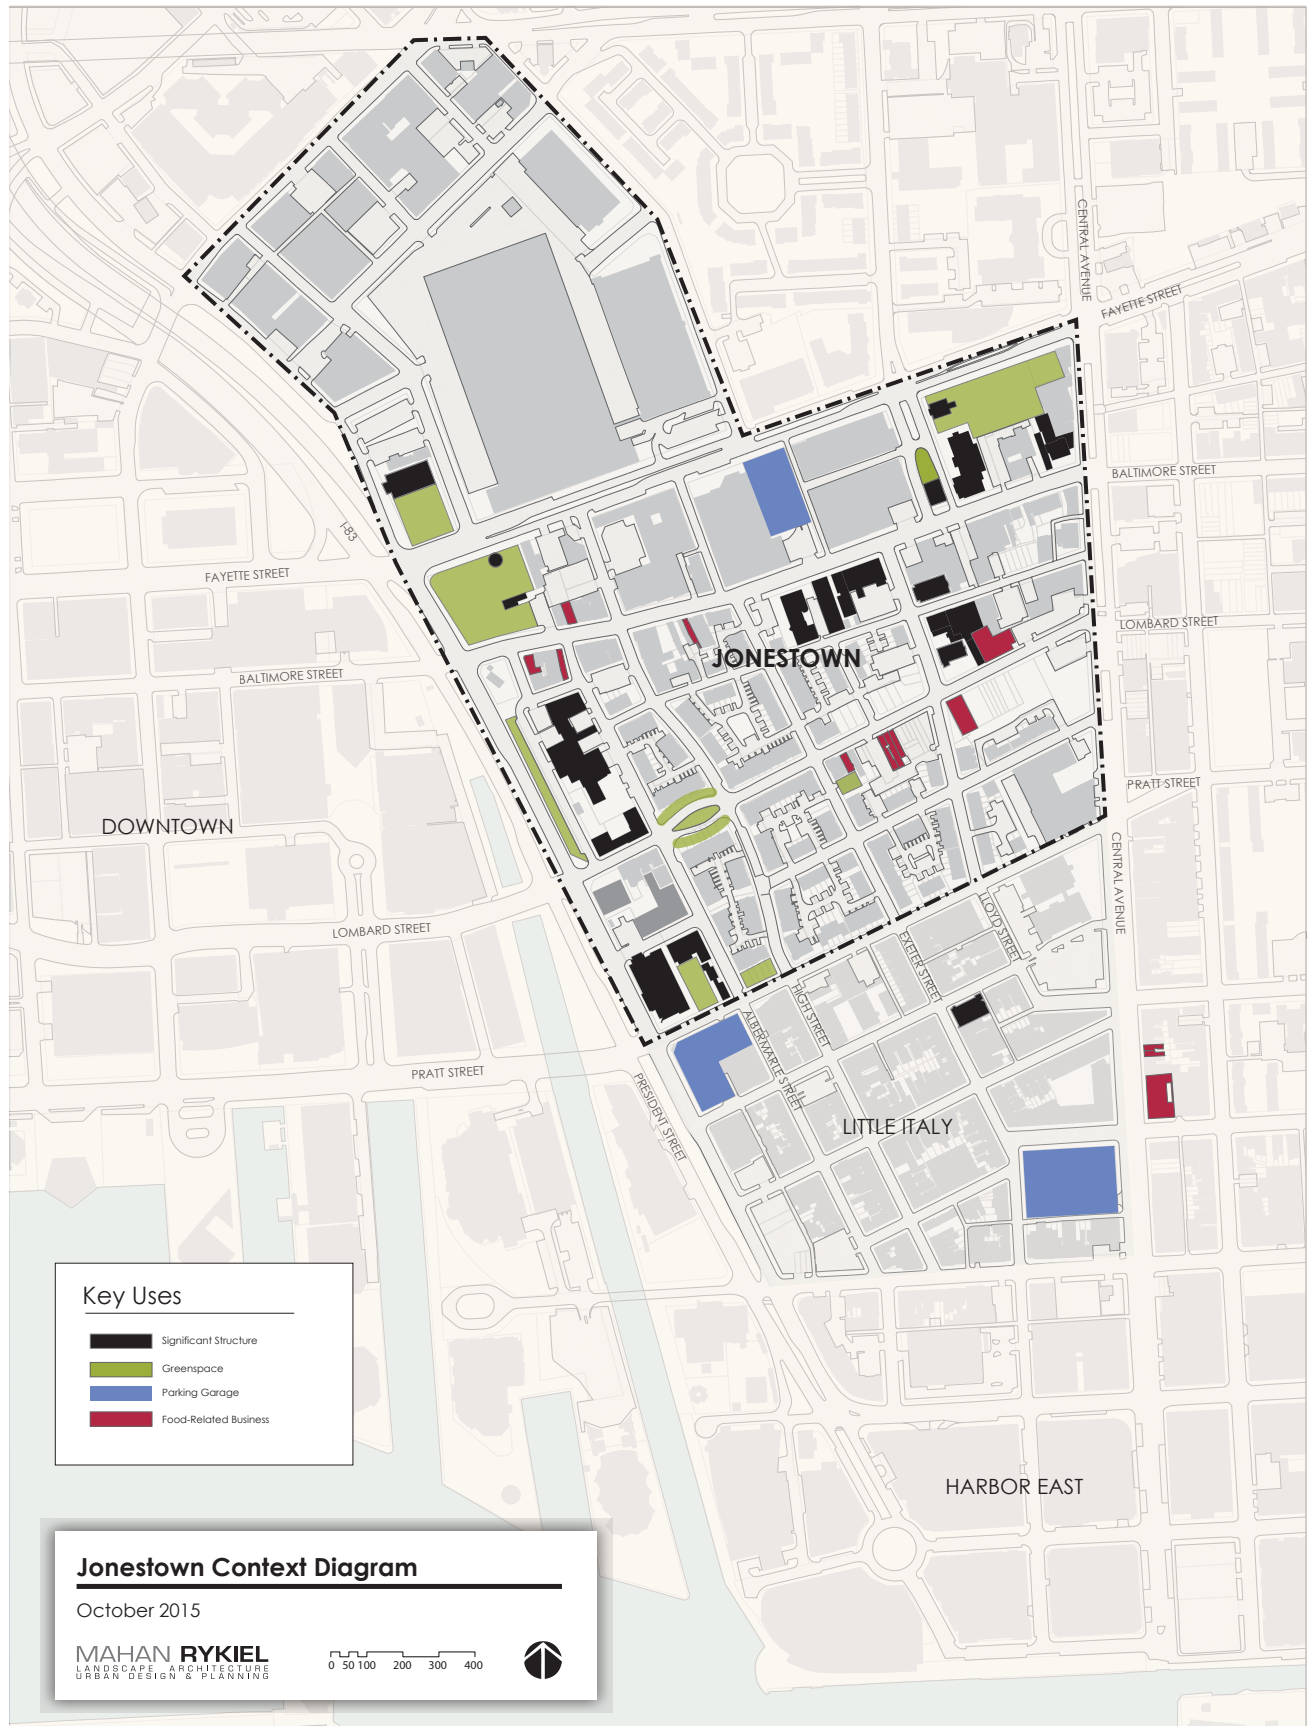 CENTRAL AVENUE
FAYETTE STREET
BALTIMORE STREET
I-83
FAYETTE STREET
LOMBARD STREET
JONESTOWN
BALTIMORE STREET
PRATT STREET
DOWNTOWN
CENTRAL AVENUE
LOMBARD STREET
LLOYD STREET
EXETER STREET
HIGH STREET
ALBERMARLE STREET
PRATT STREET
PRESIDENT STREET
LITTLE ITALY
Key Uses
Significant Structure
Greenspace
Parking Garage
Food-Related Business
HARBOR EAST
Jonestown Context Diagram
October 2015
MAHAN RYKIEL
LANDSCAPE ARCHITECTURE
URBAN DESIGN & PLANNING
0 50 100 200 300 400